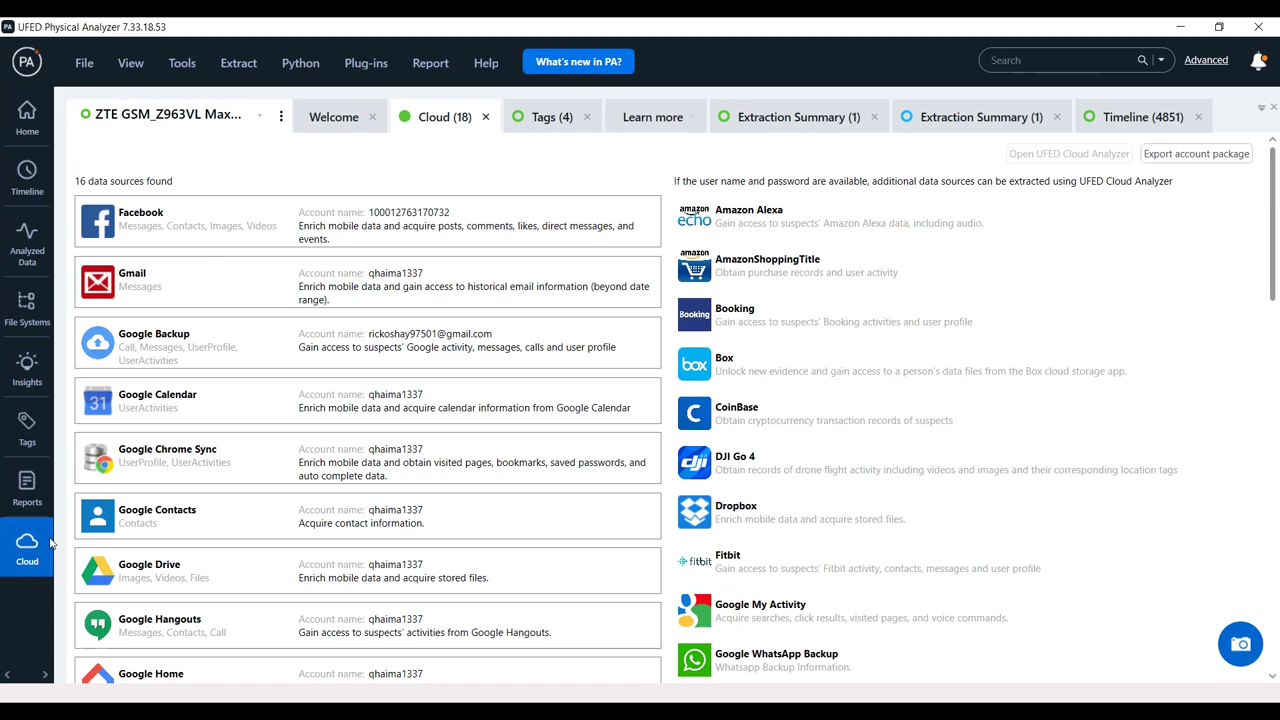 PA UFED Physical Analyzer 7.33.18.53
PA File View Tools Extract Python Plug-ins Report Help What's new in PA? Search Advanced
ZTE GSM_Z963VL Max... Welcome Cloud (18) Tags (4) Learn more Extraction Summary (1) Extraction Summary (1) Timeline (4851)
Home
Timeline
Analyzed
Data
File Systems
Insights
Tags
Reports
Cloud
Open UFED Cloud Analyzer Export account package
16 data sources found
Facebook Account name: 100012763170732
Messages, Contacts, Images, Videos Enrich mobile data and acquire posts, comments, likes, direct messages, and
events.
Gmail Account name: qhaima1337
Messages Enrich mobile data and gain access to historical email information (beyond date
range).
Google Backup Account name: rickoshay97501@gmail.com
Call, Messages, UserProfile, Gain access to suspects' Google activity, messages, calls and user profile
UserActivities
31 Google Calendar Account name: qhaima1337
UserActivities Enrich mobile data and acquire calendar information from Google Calendar
Google Chrome Sync Account name: qhaima1337
UserProfile, UserActivities Enrich mobile data and obtain visited pages, bookmarks, saved passwords, and
auto complete data.
Google Contacts Account name: qhaima1337
Contacts Acquire contact information.
Google Drive Account name: qhaima1337
Images, Videos, Files Enrich mobile data and acquire stored files.
Google Hangouts Account name: qhaima1337
Messages, Contacts, Call Gain access to suspects' activities from Google Hangouts.
Google Home Account name: qhaima1337
If the user name and password are available, additional data sources can be extracted using UFED Cloud Analyzer
amazon echo Amazon Alexa
Gain access to suspects' Amazon Alexa data, including audio.
amazon AmazonShoppingTitle
Obtain purchase records and user activity
Booking Booking
Gain access to suspects' Booking activities and user profile
box Box
Unlock new evidence and gain access to a person's data files from the Box cloud storage app.
C CoinBase
Obtain cryptocurrency transaction records of suspects
dji DJI Go 4
Obtain records of drone flight activity including videos and images and their corresponding location tags
Dropbox
Enrich mobile data and acquire stored files.
fitbit Fitbit
Gain access to suspects' Fitbit activity, contacts, messages and user profile
Google My Activity
Acquire searches, click results, visited pages, and voice commands.
Google WhatsApp Backup
Whatsapp Backup Information.